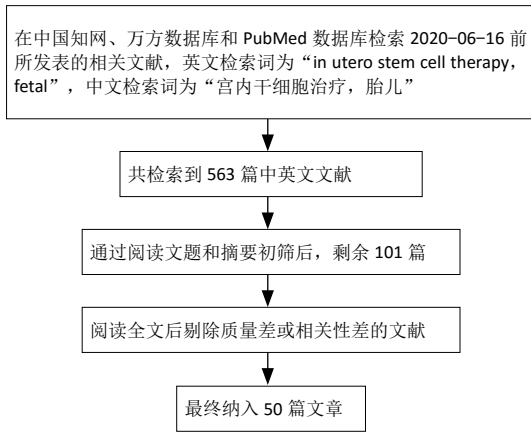 在中国知网、万方数据库和 PubMed 数据库检索 2020-06-16 前
所发表的相关文献，英文检索词为“in utero stem cell therapy，
fetal”，中文检索词为“宫内干细胞治疗，胎儿”
共检索到 563 篇中英文文献
通过阅读文题和摘要初筛后，剩余 101 篇
阅读全文后剔除质量差或相关性差的文献
最终纳入 50 篇文章